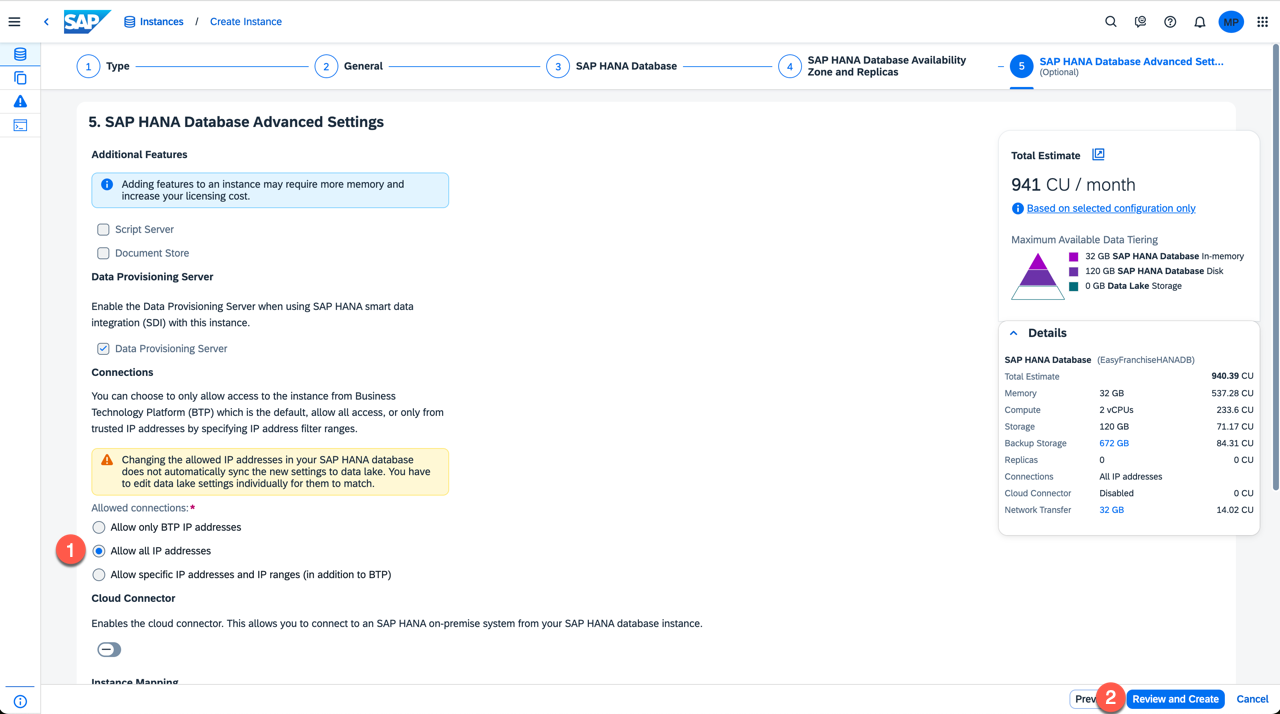 SAP
Instances / Create Instance
MP
1 Type
2 General
3 SAP HANA Database
4 SAP HANA Database Availability
Zone and Replicas
5 SAP HANA Database Advanced Sett...
(Optional)
5. SAP HANA Database Advanced Settings
Additional Features
Adding features to an instance may require more memory and
increase your licensing cost.
Script Server
Document Store
Data Provisioning Server
Enable the Data Provisioning Server when using SAP HANA smart data
integration (SDI) with this instance.
Data Provisioning Server
Connections
You can choose to only allow access to the instance from Business
Technology Platform (BTP) which is the default, allow all access, or only from
trusted IP addresses by specifying IP address filter ranges.
Changing the allowed IP addresses in your SAP HANA database
does not automatically sync the new settings to data lake. You have
to edit data lake settings individually for them to match.
Allowed connections:*
Allow only BTP IP addresses
1 Allow all IP addresses
Allow specific IP addresses and IP ranges (in addition to BTP)
Cloud Connector
Enables the cloud connector. This allows you to connect to an SAP HANA on-premise system from your SAP HANA database instance.
Instance Mapping
Total Estimate
941 CU / month
Based on selected configuration only
Maximum Available Data Tiering
32 GB SAP HANA Database In-memory
120 GB SAP HANA Database Disk
0 GB Data Lake Storage
Details
SAP HANA Database (EasyFranchiseHANADB)
Total Estimate 940.39 CU
Memory 32 GB 537.28 CU
Compute 2 vCPUs 233.6 CU
Storage 120 GB 71.17 CU
Backup Storage 672 GB 84.31 CU
Replicas 0 0 CU
Connections All IP addresses
Cloud Connector Disabled 0 CU
Network Transfer 32 GB 14.02 CU
Prev 2 Review and Create Cancel